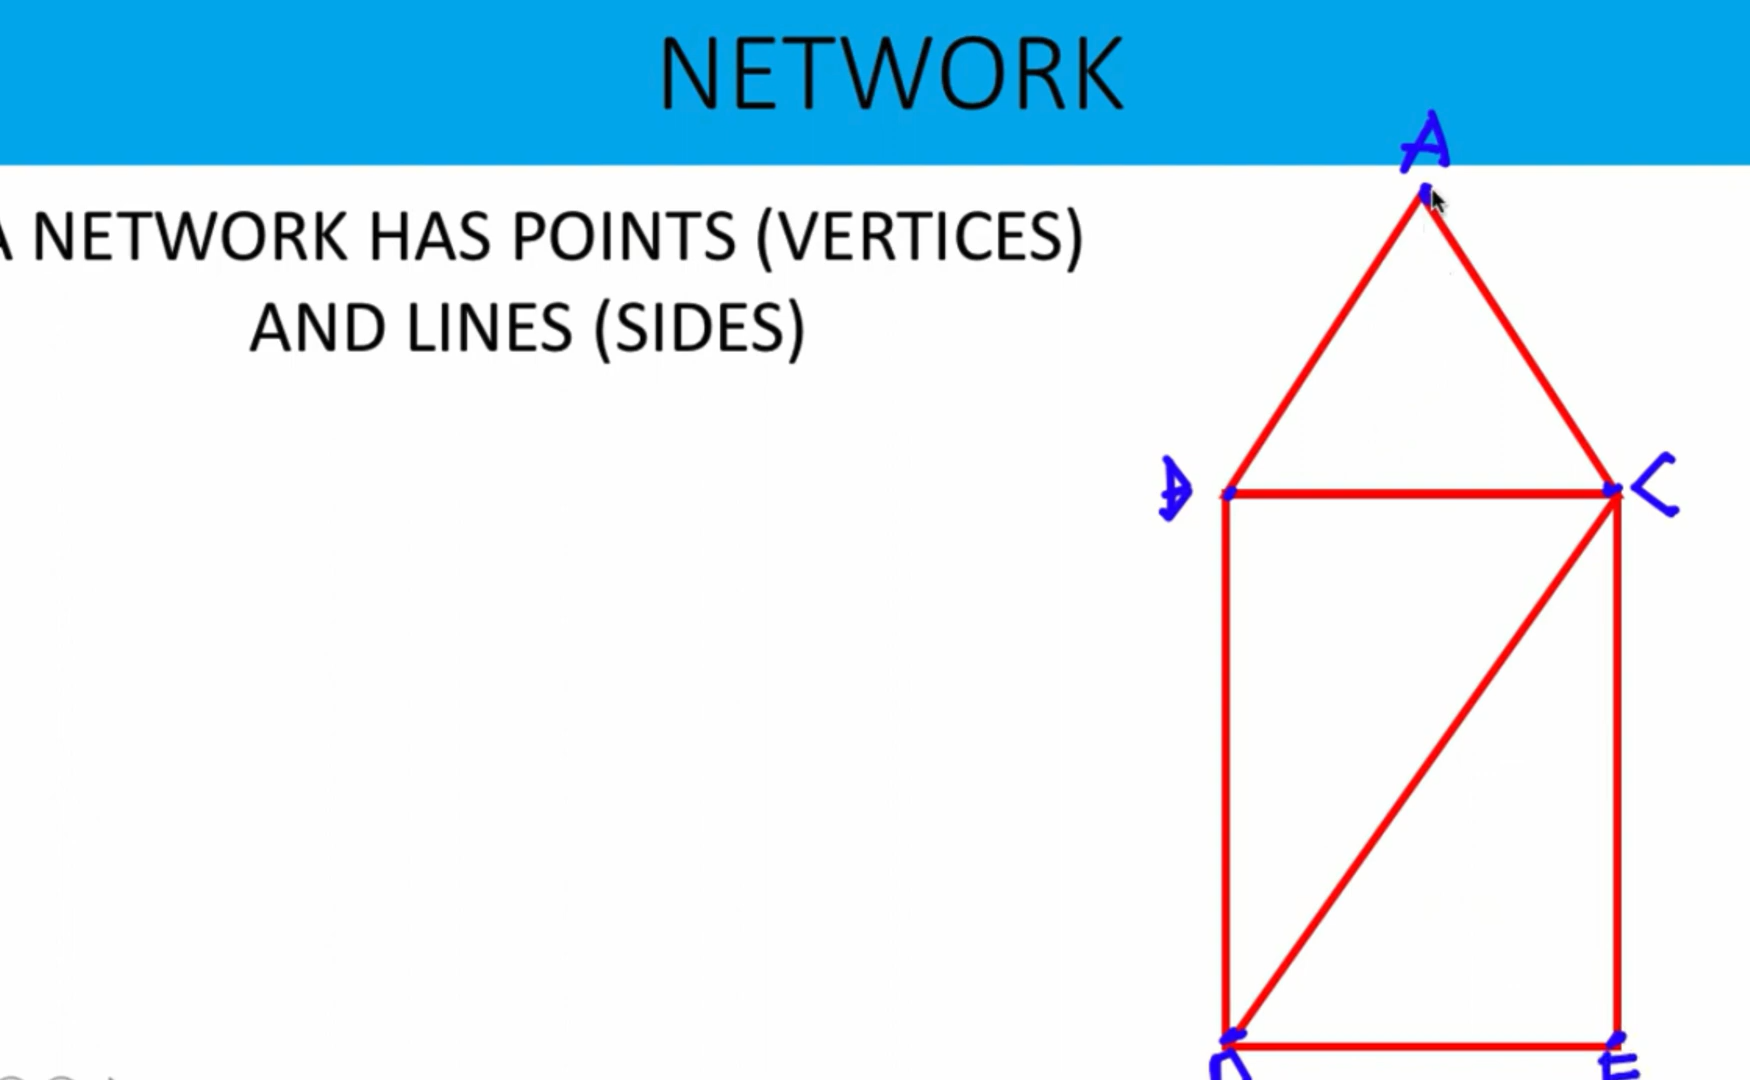 NETWORK
A
A NETWORK HAS POINTS (VERTICES)
AND LINES (SIDES)
B C
E